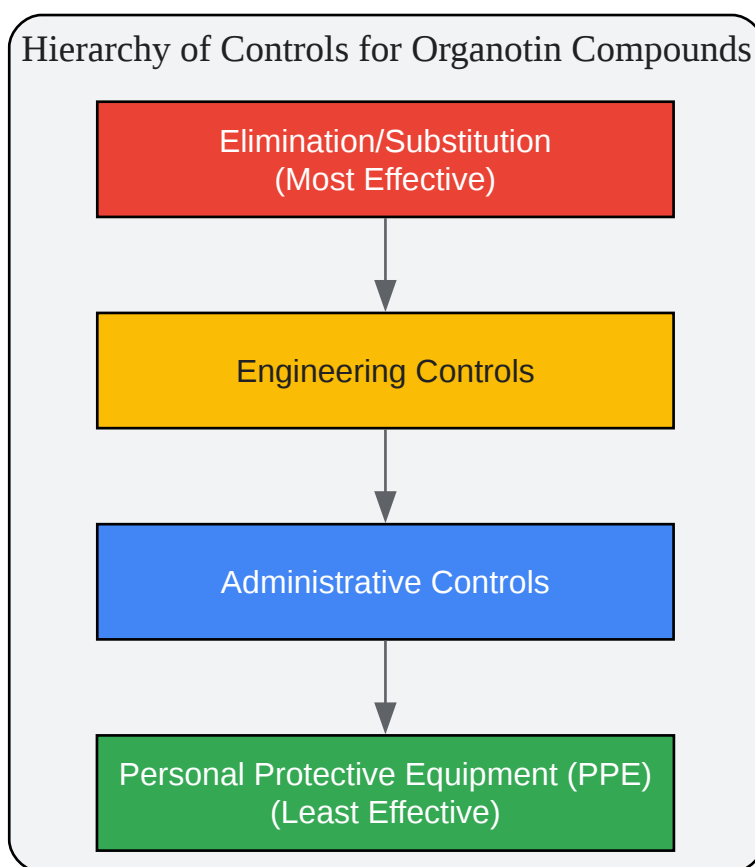 Hierarchy of Controls for Organotin Compounds
Elimination/Substitution
(Most Effective)
Engineering Controls
Administrative Controls
Personal Protective Equipment (PPE)
(Least Effective)